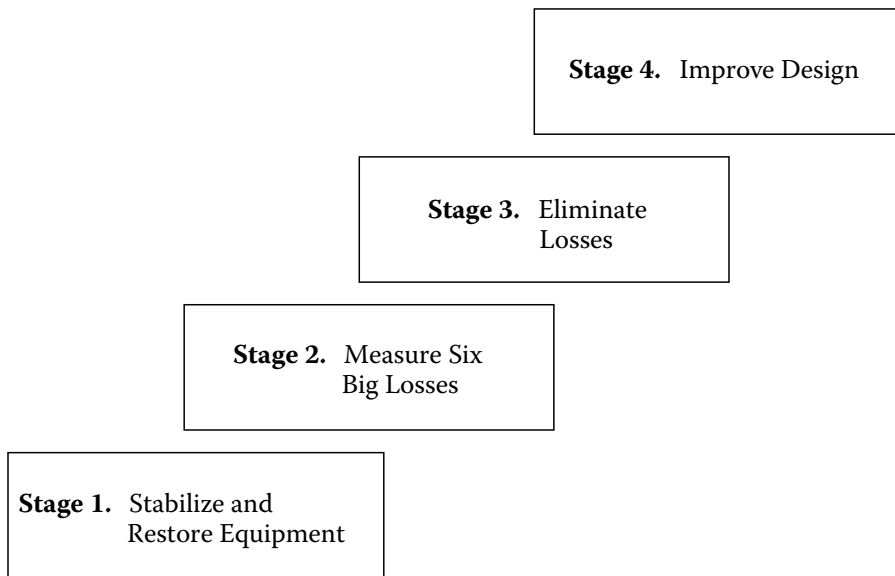 Stage 4. Improve Design
Stage 3. Eliminate
Losses
Stage 2. Measure Six
Big Losses
Stage 1. Stabilize and
Restore Equipment